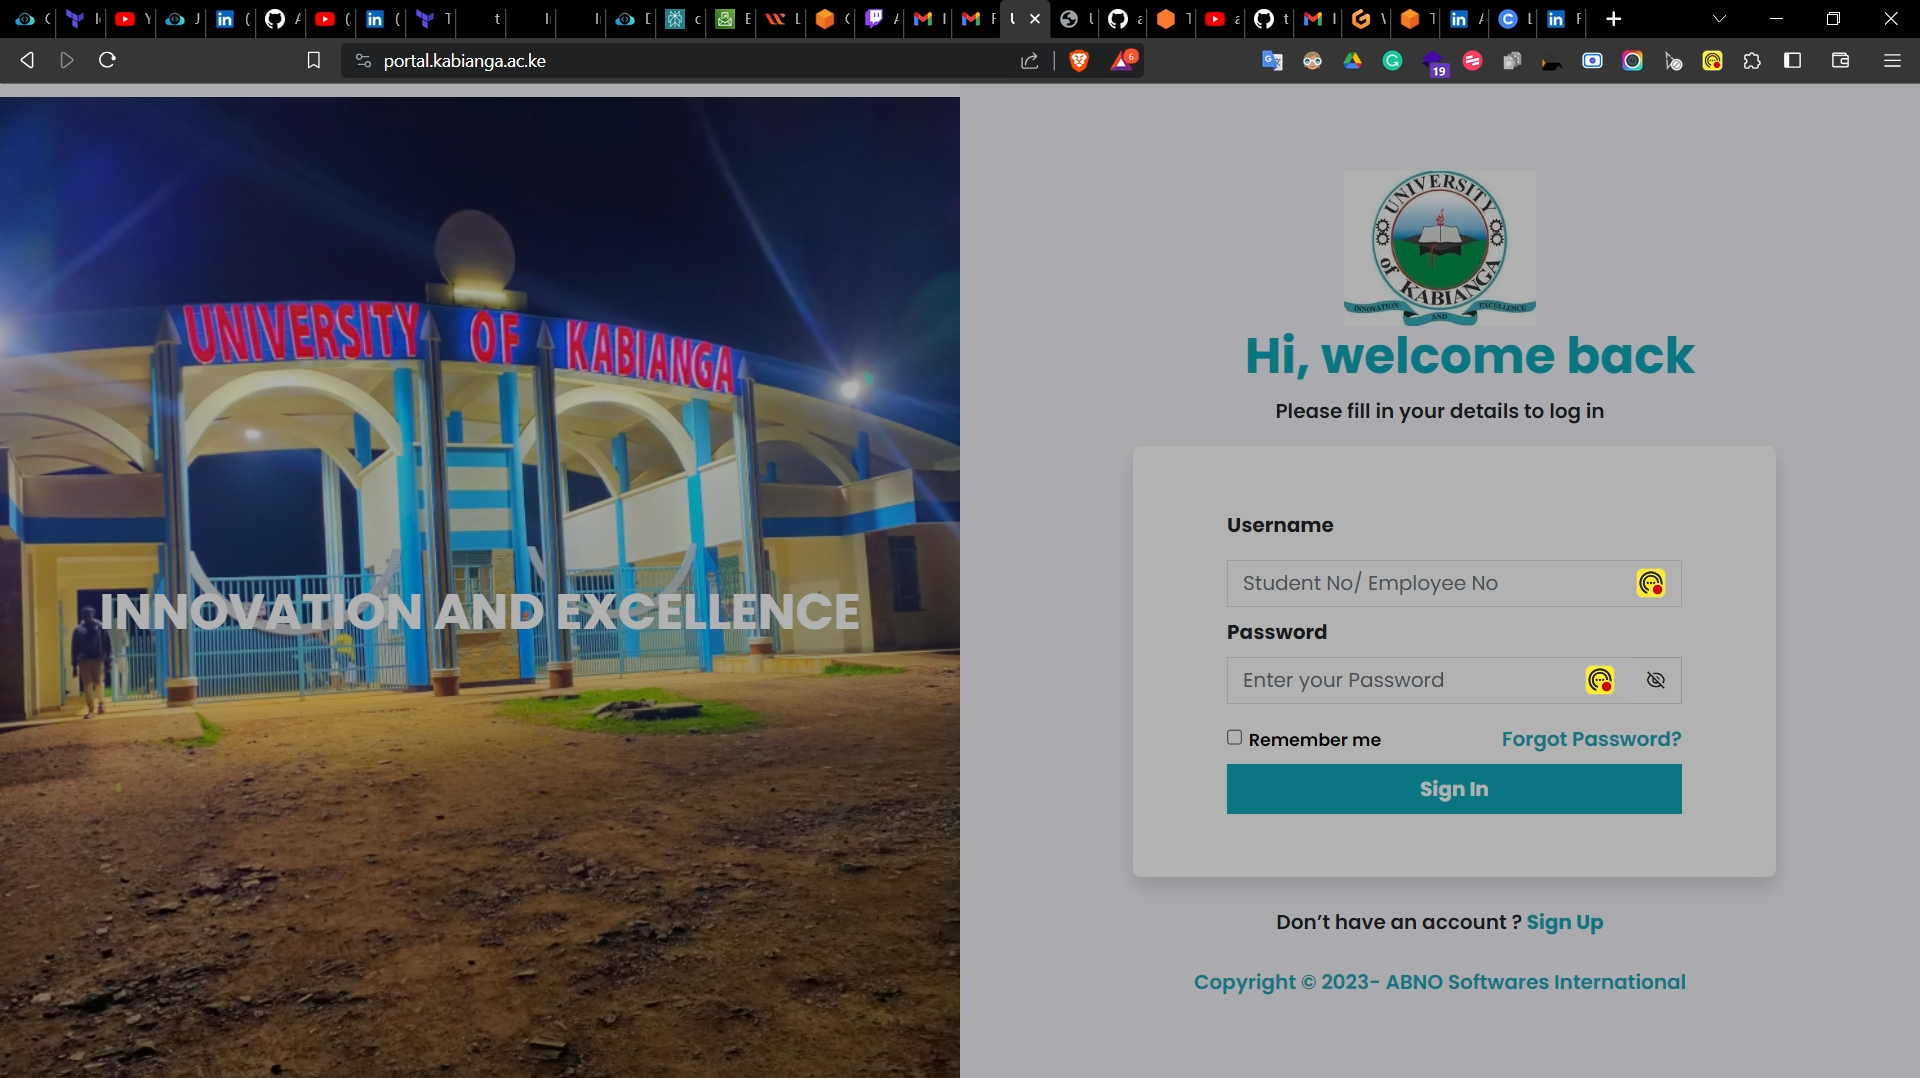 portal.kabianga.ac.ke
6
19
UNIVERSITY OF KABIANGA
INNOVATION AND EXCELLENCE
UNIVERSITY
of
KABIANGA
INNOVATION
AND
EXCELLENCE
Hi, welcome back
Please fill in your details to log in
Username
Student No/ Employee No
Password
Enter your Password
Remember me
Forgot Password?
Sign In
Don’t have an account ? Sign Up
Copyright © 2023- ABNO Softwares International